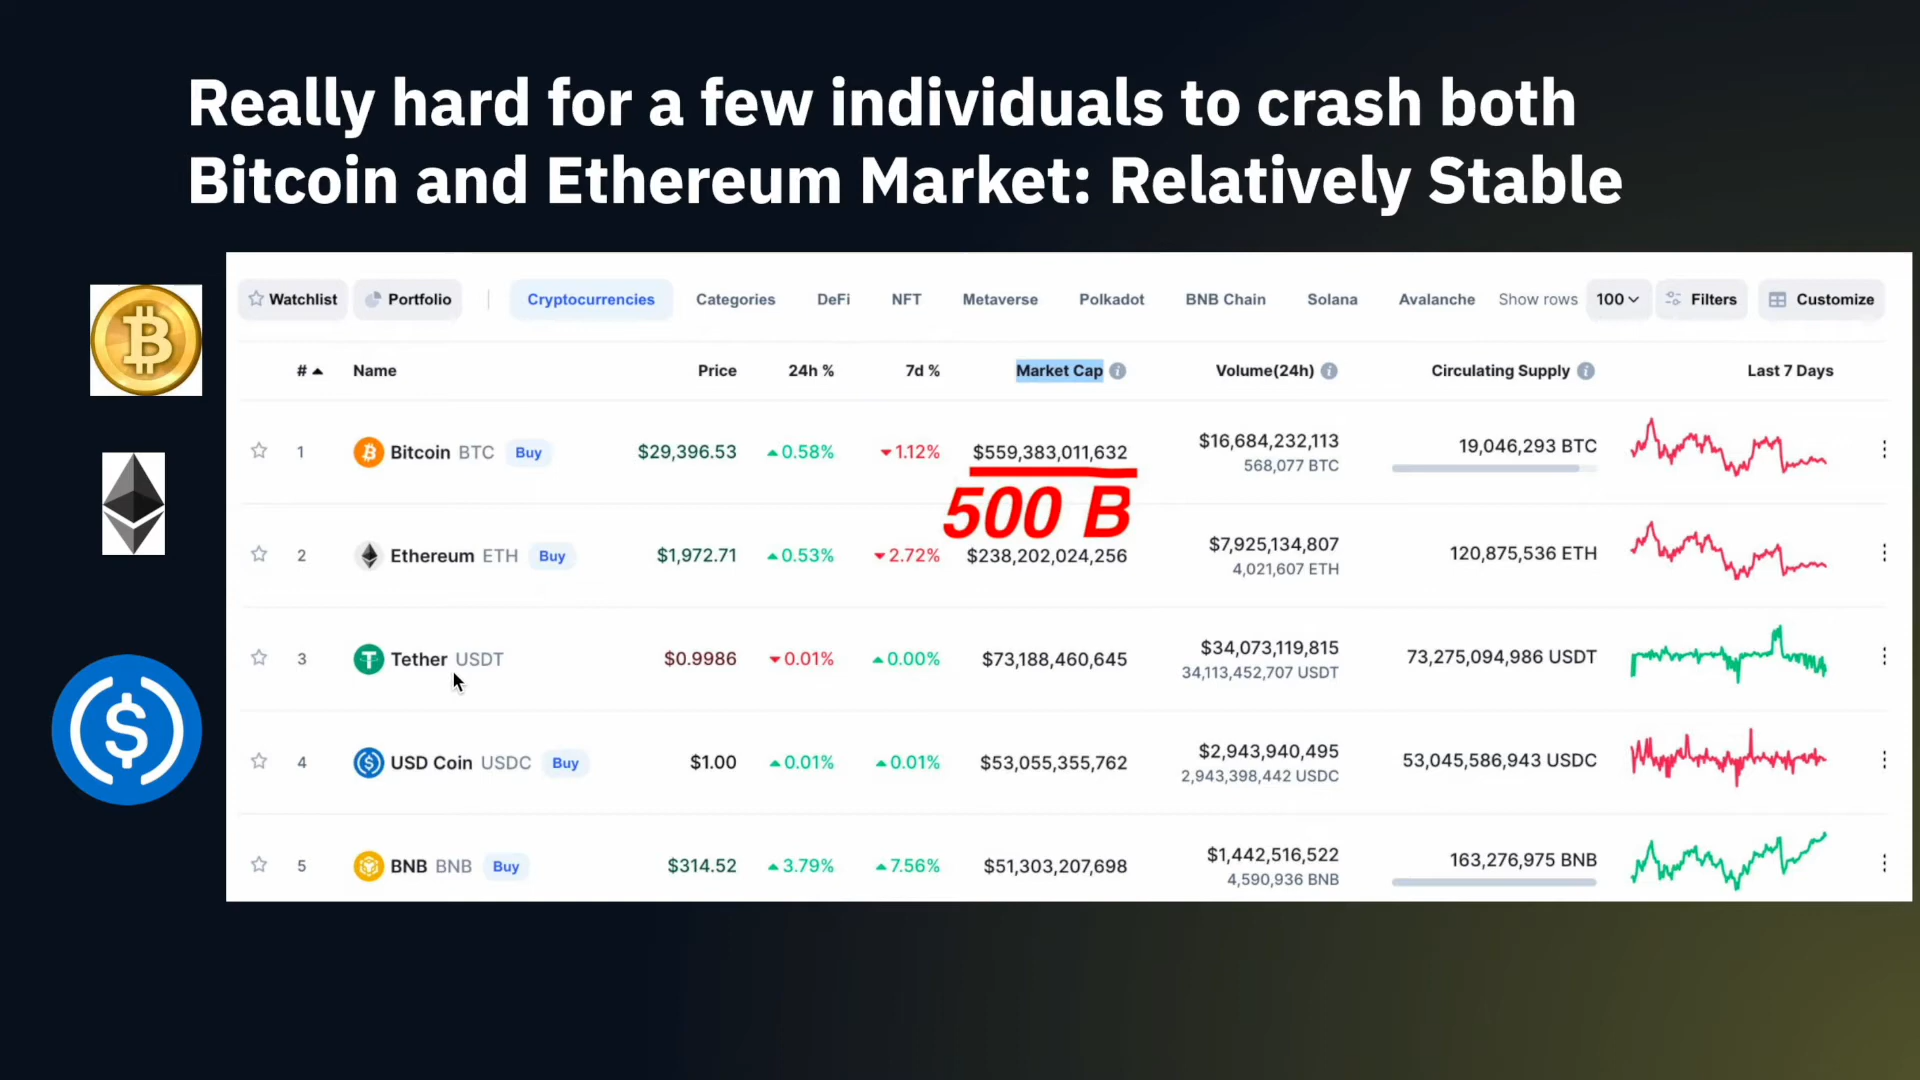 Really hard for a few individuals to crash both
Bitcoin and Ethereum Market: Relatively Stable
Watchlist Portfolio Cryptocurrencies Categories DeFi NFT Metaverse Polkadot BNB Chain Solana Avalanche Show rows 100 Filters Customize
# Name Price 24h % 7d % Market Cap Volume(24h) Circulating Supply Last 7 Days
1 Bitcoin BTC Buy $29,396.53 0.58% 1.12% $559,383,011,632 $16,684,232,113 19,046,293 BTC
568,077 BTC
500 B
2 Ethereum ETH Buy $1,972.71 0.53% 2.72% $238,202,024,256 $7,925,134,807 120,875,536 ETH
4,021,607 ETH
3 Tether USDT $0.9986 0.01% 0.00% $73,188,460,645 $34,073,119,815 73,275,094,986 USDT
34,113,452,707 USDT
4 USD Coin USDC Buy $1.00 0.01% 0.01% $53,055,355,762 $2,943,940,495 53,045,586,943 USDC
2,943,398,442 USDC
5 BNB BNB Buy $314.52 3.79% 7.56% $51,303,207,698 $1,442,516,522 163,276,975 BNB
4,590,936 BNB